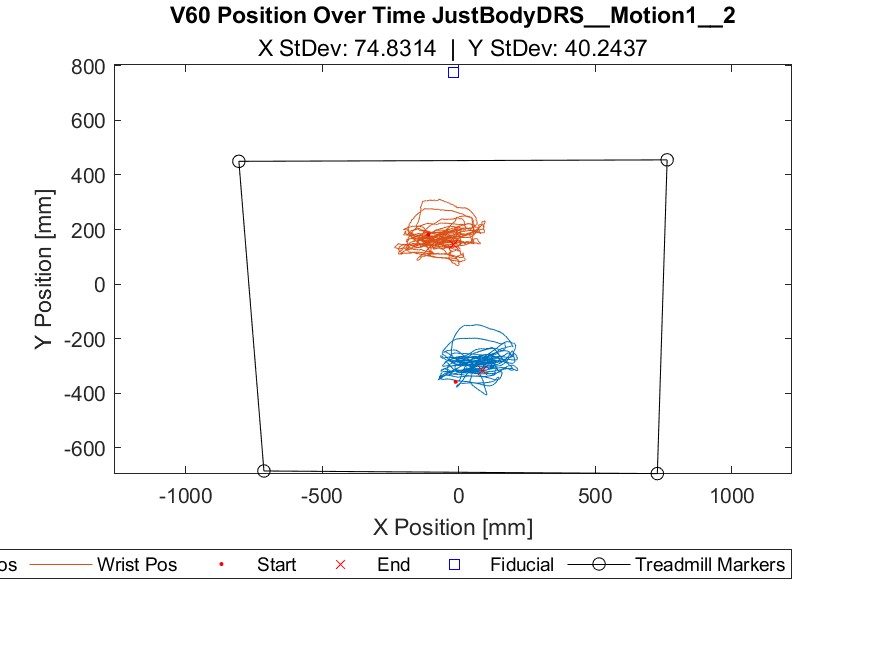 V60 Position Over Time JustBodyDRS__Motion1__2
X StDev: 74.8314 | Y StDev: 40.2437
800
600
400
200
0
-200
-400
-600
Y Position [mm]
-1000 -500 0 500 1000
X Position [mm]
os Wrist Pos Start End Fiducial Treadmill Markers